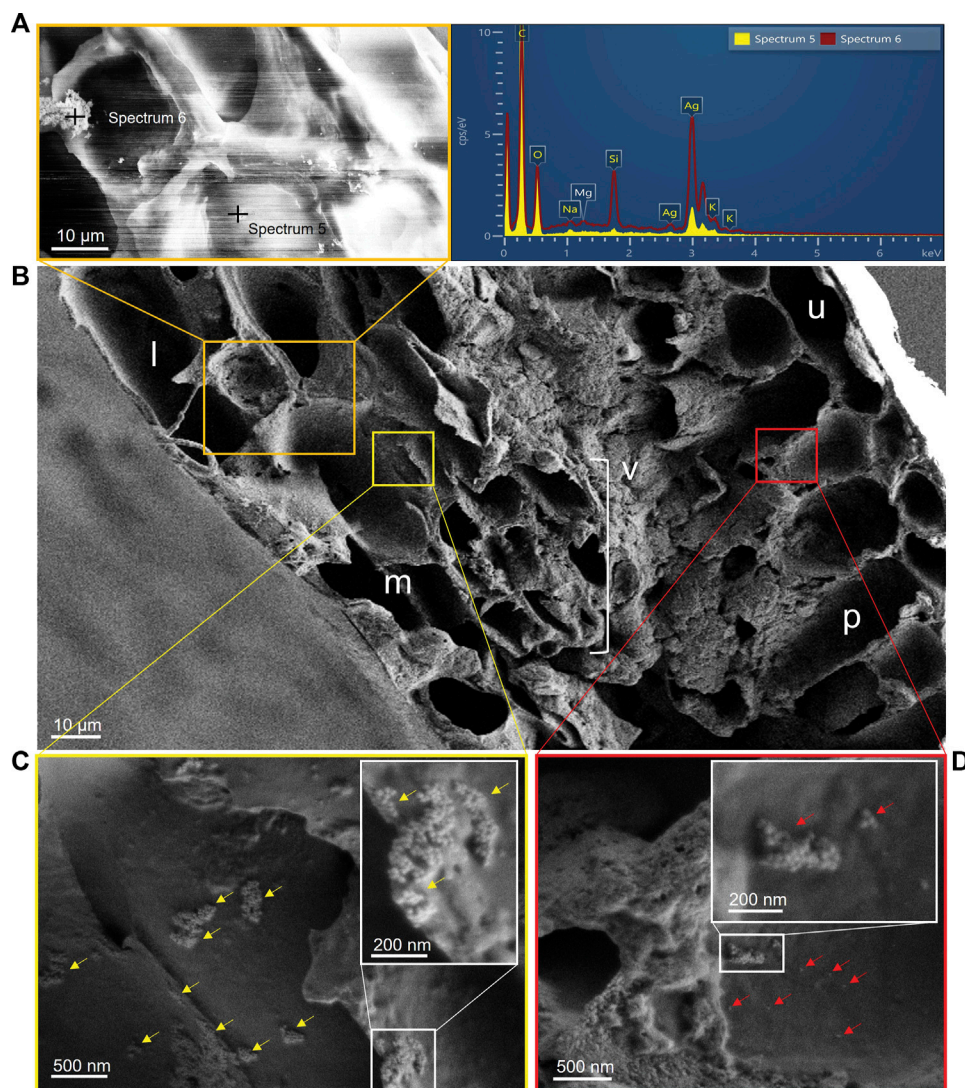 A
Spectrum 6
Spectrum 5
10 µm
Spectrum 5 Spectrum 6
10
5
0
cps/eV
C
O
Na
Mg
Si
Ag
Ag
K
K
0 1 2 3 4 5 6 keV
B
l
u
v
m
p
10 µm
C
200 nm
500 nm
D
200 nm
500 nm